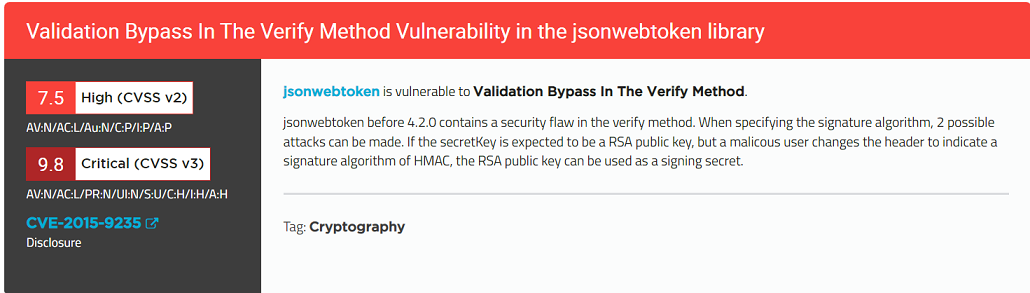 Validation Bypass In The Verify Method Vulnerability in the jsonwebtoken library
7.5 High (CVSS v2)
AV:N/AC:L/Au:N/C:P/I:P/A:P
9.8 Critical (CVSS v3)
AV:N/AC:L/PR:N/UI:N/S:U/C:H/I:H/A:H
CVE-2015-9235
Disclosure
jsonwebtoken is vulnerable to Validation Bypass In The Verify Method.
jsonwebtoken before 4.2.0 contains a security flaw in the verify method. When specifying the signature algorithm, 2 possible
attacks can be made. If the secretKey is expected to be a RSA public key, but a malicous user changes the header to indicate a
signature algorithm of HMAC, the RSA public key can be used as a signing secret.
Tag: Cryptography